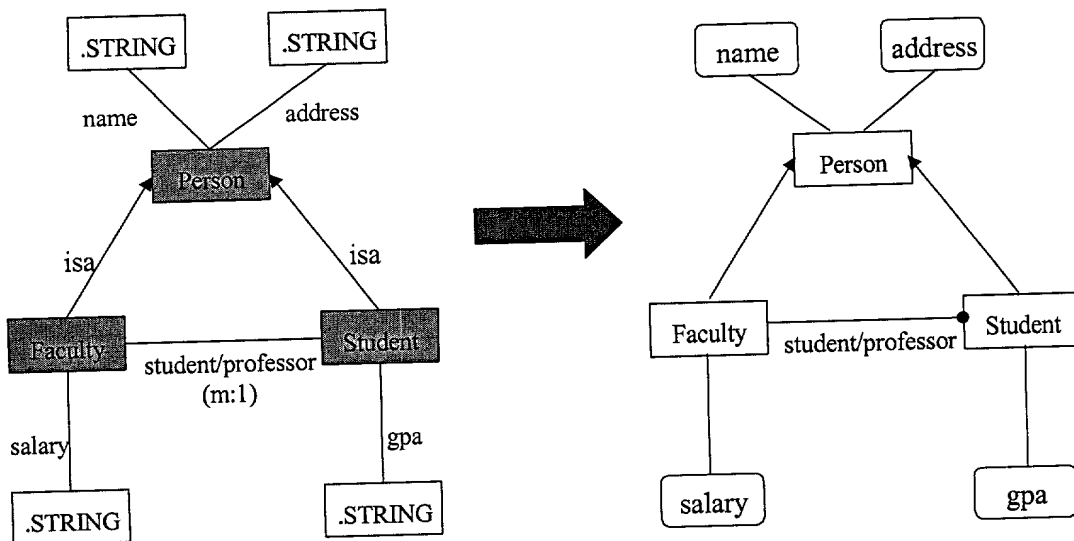 .STRING
.STRING
name
address
Person
isa
isa
Faculty
Student
student/professor
(m:1)
salary
gpa
.STRING
.STRING
name
address
Person
Faculty
Student
student/professor
salary
gpa